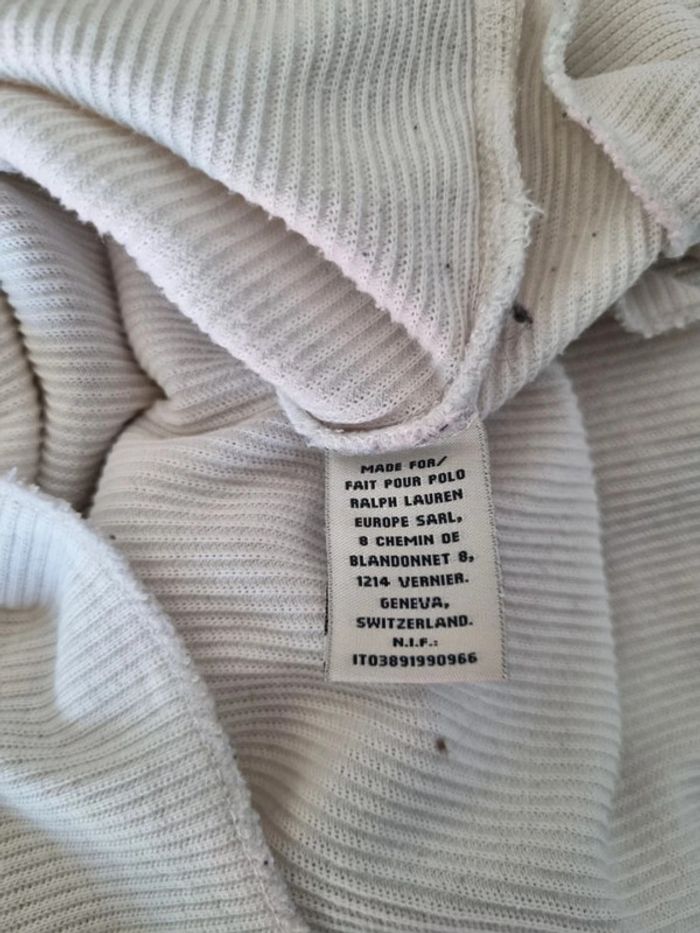 MADE FOR/
FAIT POUR POLO
RALPH LAUREN
EUROPE SARL,
8 CHEMIN DE
BLANDONNET 8,
1214 VERNIER.
GENEVA,
SWITZERLAND.
N.I.F.:
IT03891990966